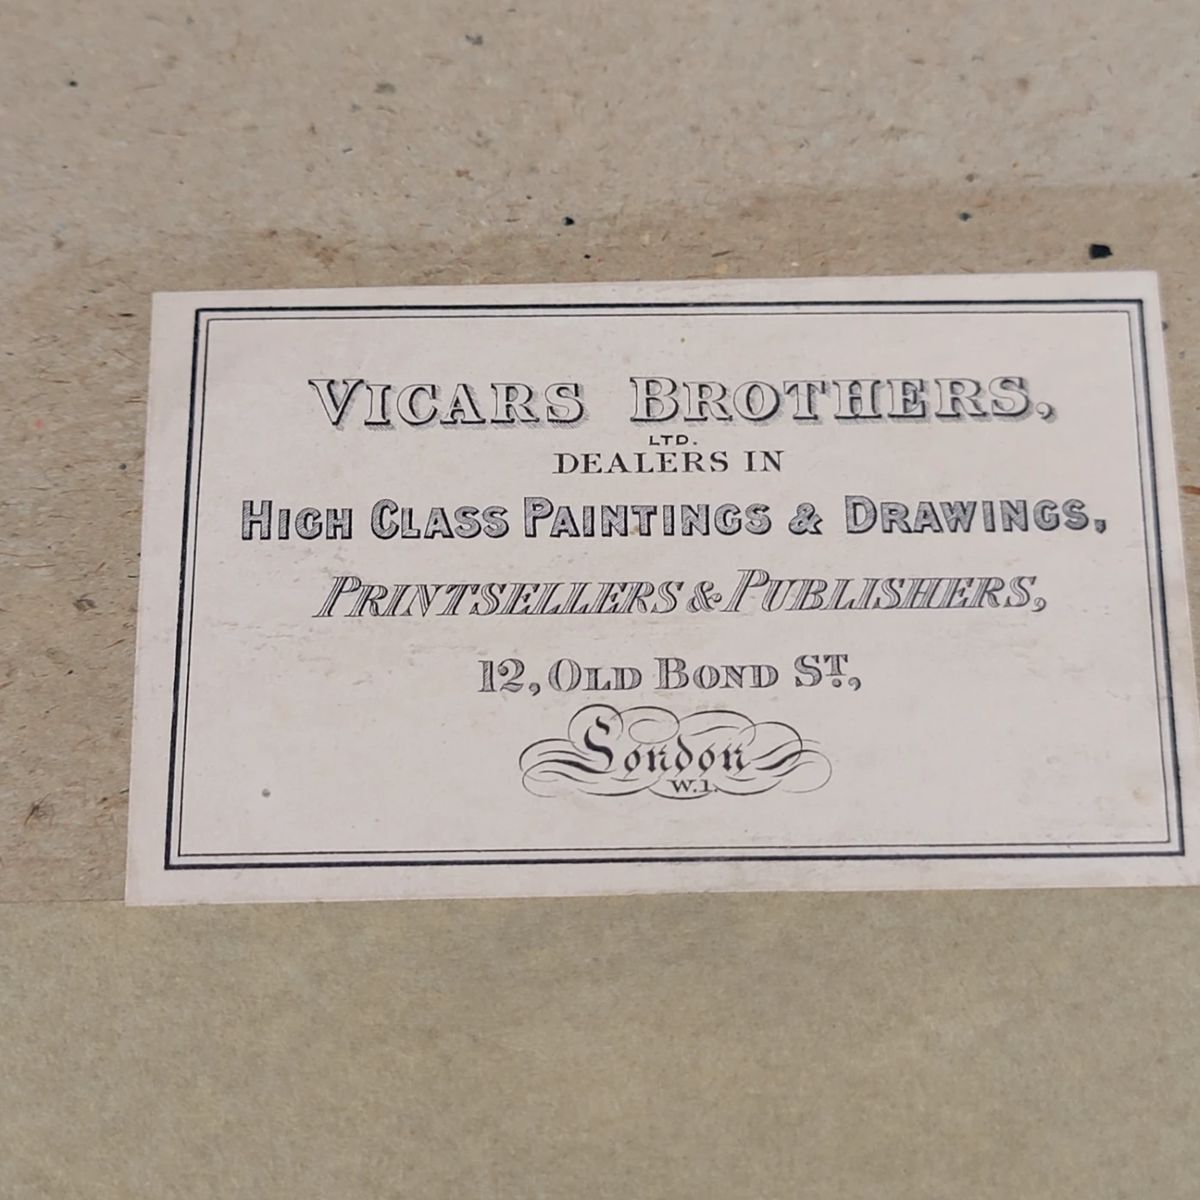 VICARS BROTHERS,
LTD.
DEALERS IN
HIGH CLASS PAINTINGS & DRAWINGS,
PRINTSELLERS & PUBLISHERS,
12, OLD BOND ST.,
London
W.1.